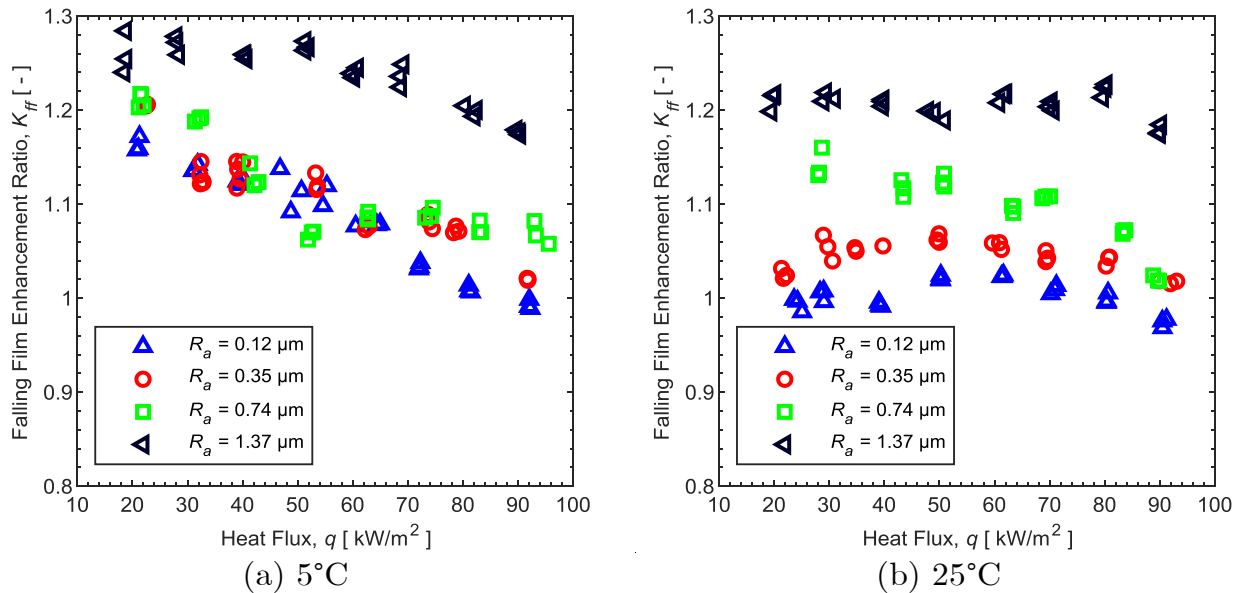 Falling Film Enhancement Ratio, K_ff [ - ]
1.3
1.2
1.1
1
0.9
0.8
R_a = 0.12 µm
R_a = 0.35 µm
R_a = 0.74 µm
R_a = 1.37 µm
10 20 30 40 50 60 70 80 90 100
Heat Flux, q [ kW/m² ]
(a) 5°C
Falling Film Enhancement Ratio, K_ff [ - ]
1.3
1.2
1.1
1
0.9
0.8
R_a = 0.12 µm
R_a = 0.35 µm
R_a = 0.74 µm
R_a = 1.37 µm
10 20 30 40 50 60 70 80 90 100
Heat Flux, q [ kW/m² ]
(b) 25°C